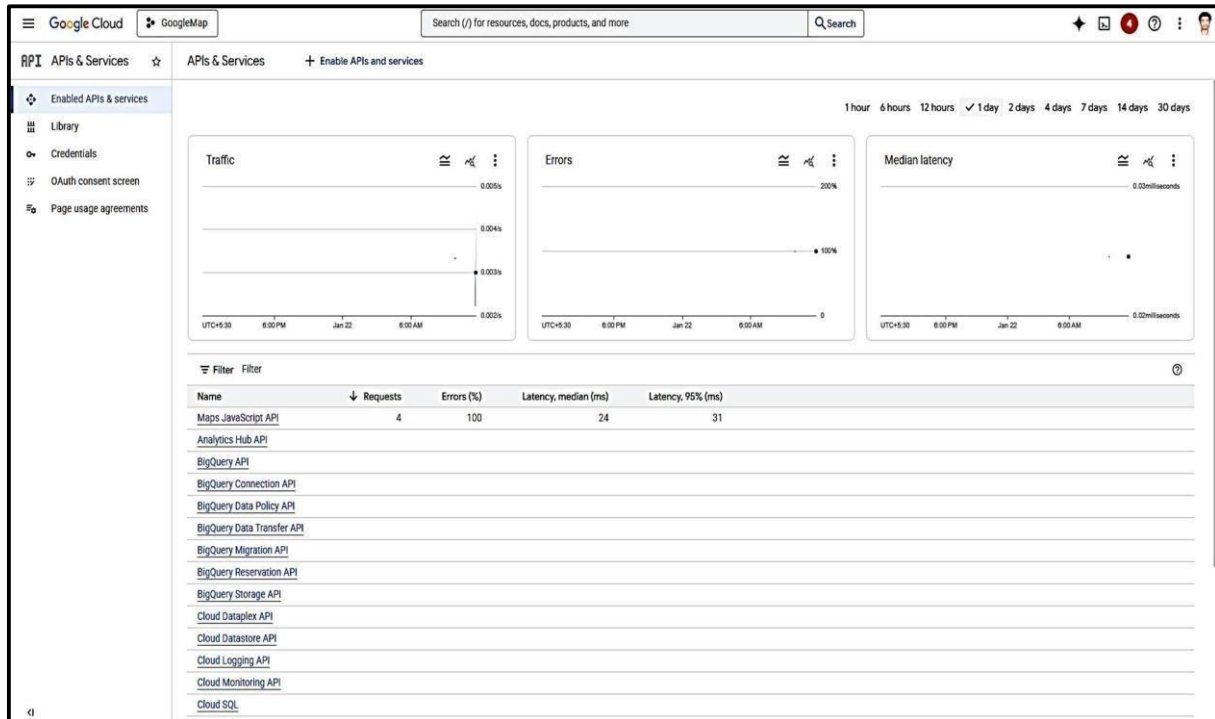 Google Cloud GoogleMap Search (/) for resources, docs, products, and more Search 4
API APIs & Services
APIs & Services + Enable APIs and services
Enabled APIs & services
Library
Credentials
OAuth consent screen
Page usage agreements
1 hour 6 hours 12 hours ✓ 1 day 2 days 4 days 7 days 14 days 30 days
Traffic
0.005/s
0.004/s
0.003/s
0.002/s
UTC+5:30 6:00 PM Jan 22 6:00 AM
Errors
200%
100%
0
UTC+5:30 6:00 PM Jan 22 6:00 AM
Median latency
0.03milliseconds
0.02milliseconds
UTC+5:30 6:00 PM Jan 22 6:00 AM
Filter Filter
Name Requests Errors (%) Latency, median (ms) Latency, 95% (ms)
Maps JavaScript API 4 100 24 31
Analytics Hub API
BigQuery API
BigQuery Connection API
BigQuery Data Policy API
BigQuery Data Transfer API
BigQuery Migration API
BigQuery Reservation API
BigQuery Storage API
Cloud Dataplex API
Cloud Datastore API
Cloud Logging API
Cloud Monitoring API
Cloud SQL